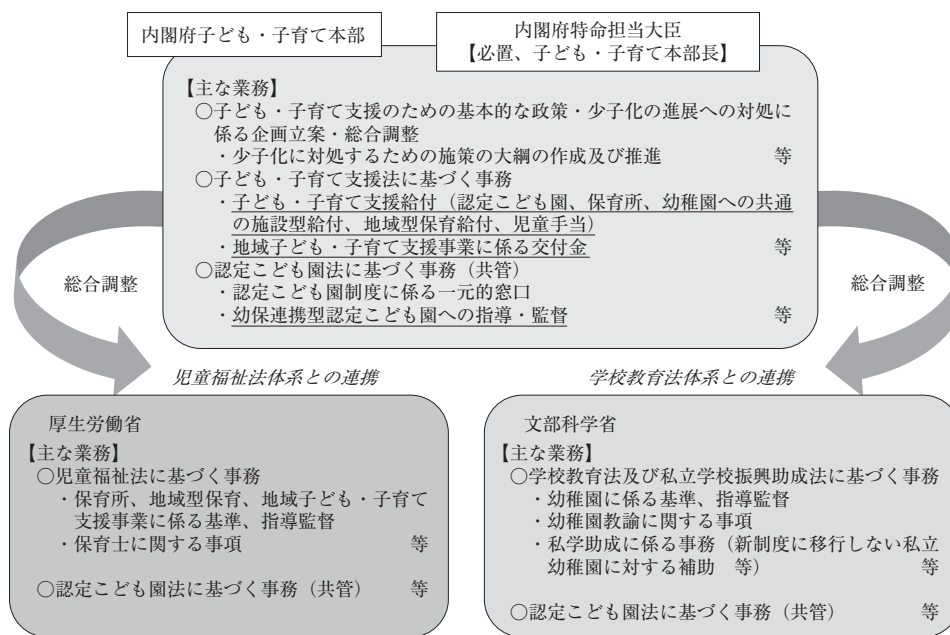 内閣府子ども・子育て本部
内閣府特命担当大臣
【必置、子ども・子育て本部長】
【主な業務】
○子ども・子育て支援のための基本的な政策・少子化の進展への対処に
係る企画立案・総合調整
・少子化に対処するための施策の大綱の作成及び推進 等
○子ども・子育て支援法に基づく事務
・子ども・子育て支援給付（認定こども園、保育所、幼稚園への共通
の施設型給付、地域型保育給付、児童手当）
・地域子ども・子育て支援事業に係る交付金 等
○認定こども園法に基づく事務（共管）
・認定こども園制度に係る一元的窓口
・幼保連携型認定こども園への指導・監督 等
総合調整
総合調整
児童福祉法体系との連携
学校教育法体系との連携
厚生労働省
【主な業務】
○児童福祉法に基づく事務
・保育所、地域型保育、地域子ども・子育て
支援事業に係る基準、指導監督
・保育士に関する事項 等
○認定こども園法に基づく事務（共管） 等
文部科学省
【主な業務】
○学校教育法及び私立学校振興助成法に基づく事務
・幼稚園に係る基準、指導監督
・幼稚園教諭に関する事項
・私学助成に係る事務（新制度に移行しない私立
幼稚園に対する補助 等） 等
○認定こども園法に基づく事務（共管） 等